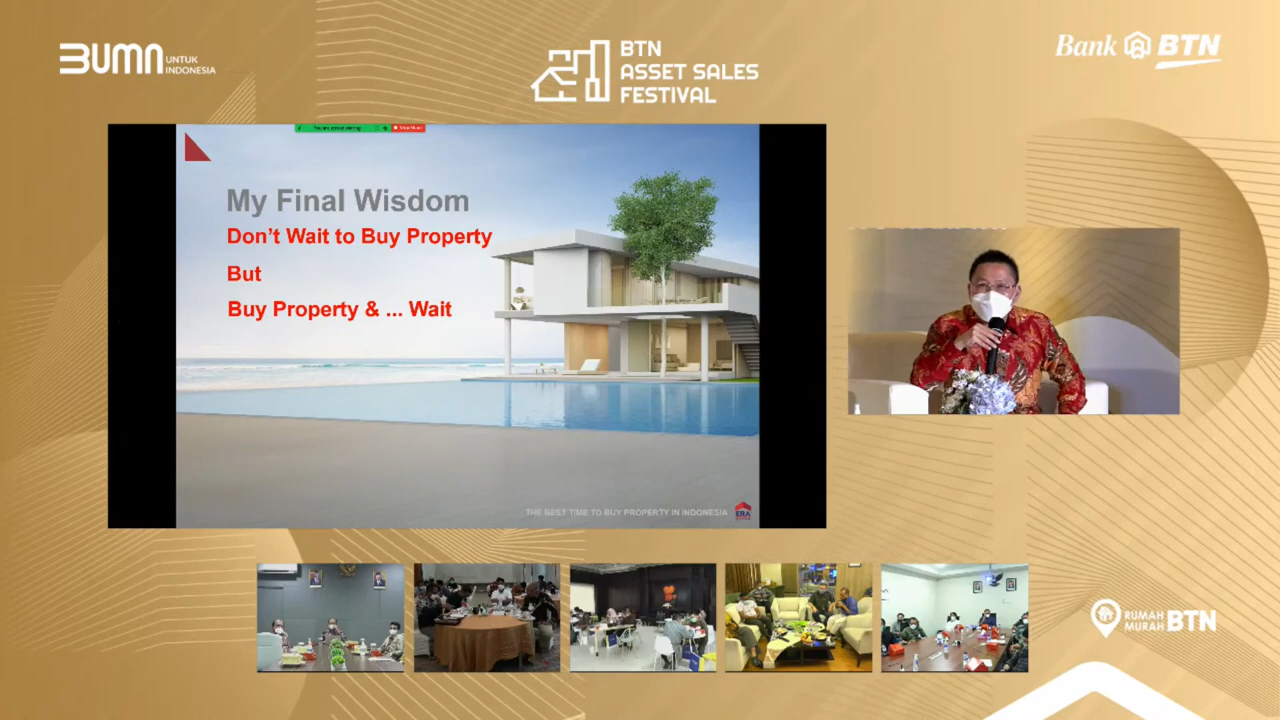 BUMN
UNTUK
INDONESIA
BTN
ASSET SALES
FESTIVAL
Bank BTN
My Final Wisdom
Don’t Wait to Buy Property
But
Buy Property & ... Wait
THE BEST TIME TO BUY PROPERTY IN INDONESIA
ERA
RUMAH
MURAH BTN